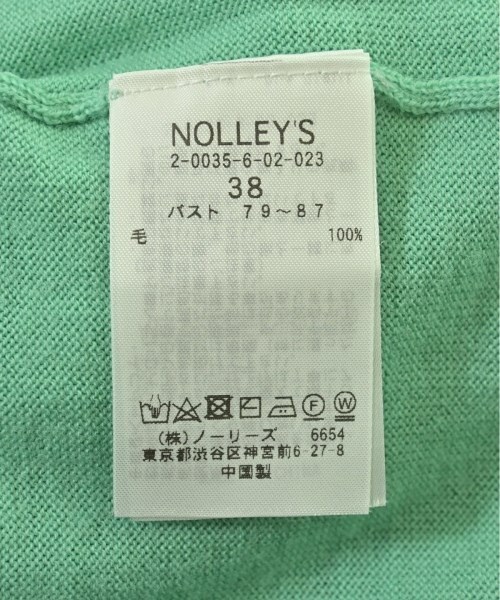 NOLLEY'S
2-0035-6-02-023
38
バスト 79～87
毛 100%
F W
(株)ノーリーズ 6654
東京都渋谷区神宮前6-27-8
中国製